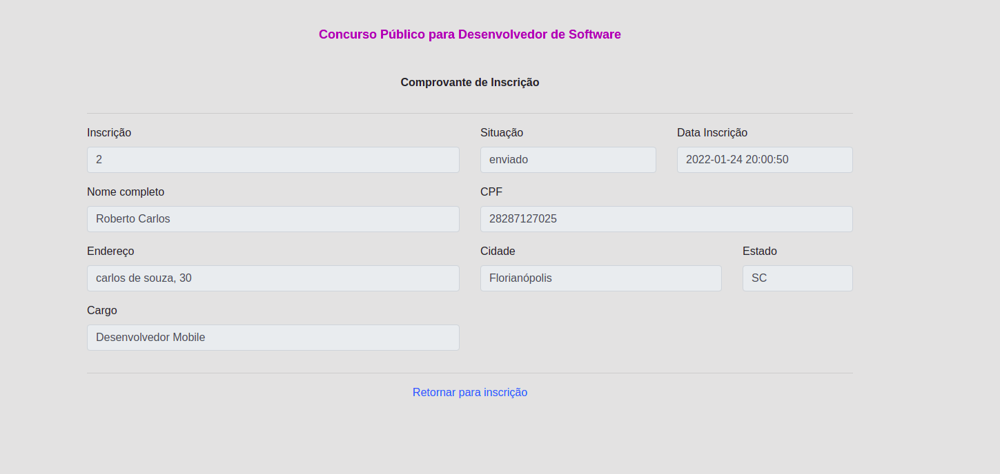 Concurso Público para Desenvolvedor de Software
Comprovante de Inscrição
Inscrição
Situação
Data Inscrição
2
enviado
2022-01-24 20:00:50
Nome completo
CPF
Roberto Carlos
28287127025
Endereço
Cidade
Estado
carlos de souza, 30
Florianópolis
SC
Cargo
Desenvolvedor Mobile
Retornar para inscrição